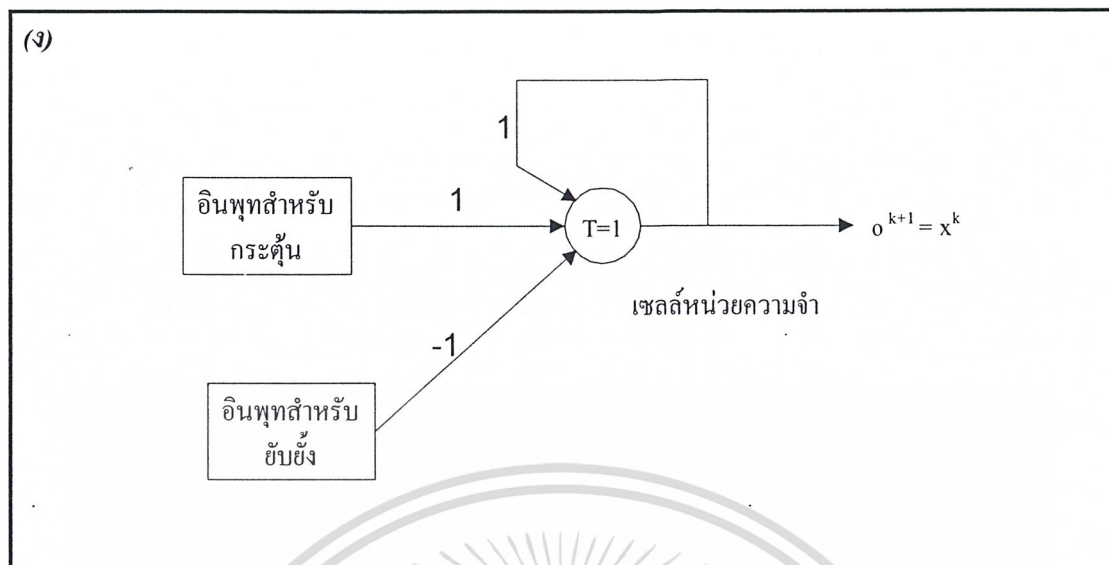 (ง)
1
อินพุทสำหรับ
กระตุ้น
1
T=1
o^{k+1} = x^k
เซลล์หน่วยความจำ
-1
อินพุทสำหรับ
ยับยั้ง